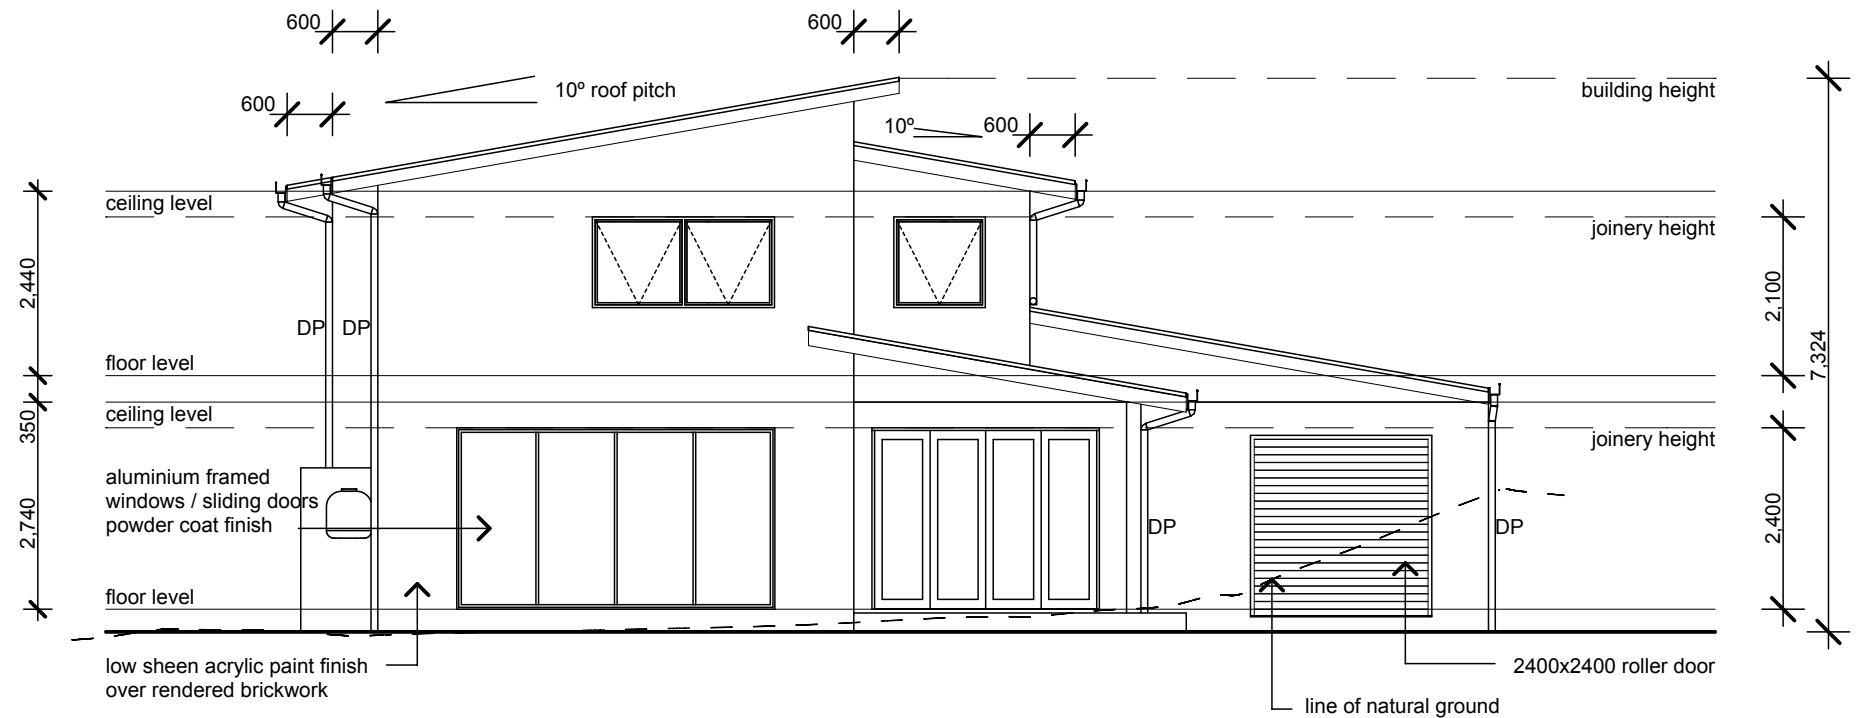 600
600
600
10º roof pitch
building height
10º
600
ceiling level
joinery height
2,440
2,100
DP
DP
7,324
floor level
350
ceiling level
joinery height
aluminium framed
windows / sliding doors
powder coat finish
2,740
2,400
DP
DP
floor level
low sheen acrylic paint finish
over rendered brickwork
2400x2400 roller door
line of natural ground